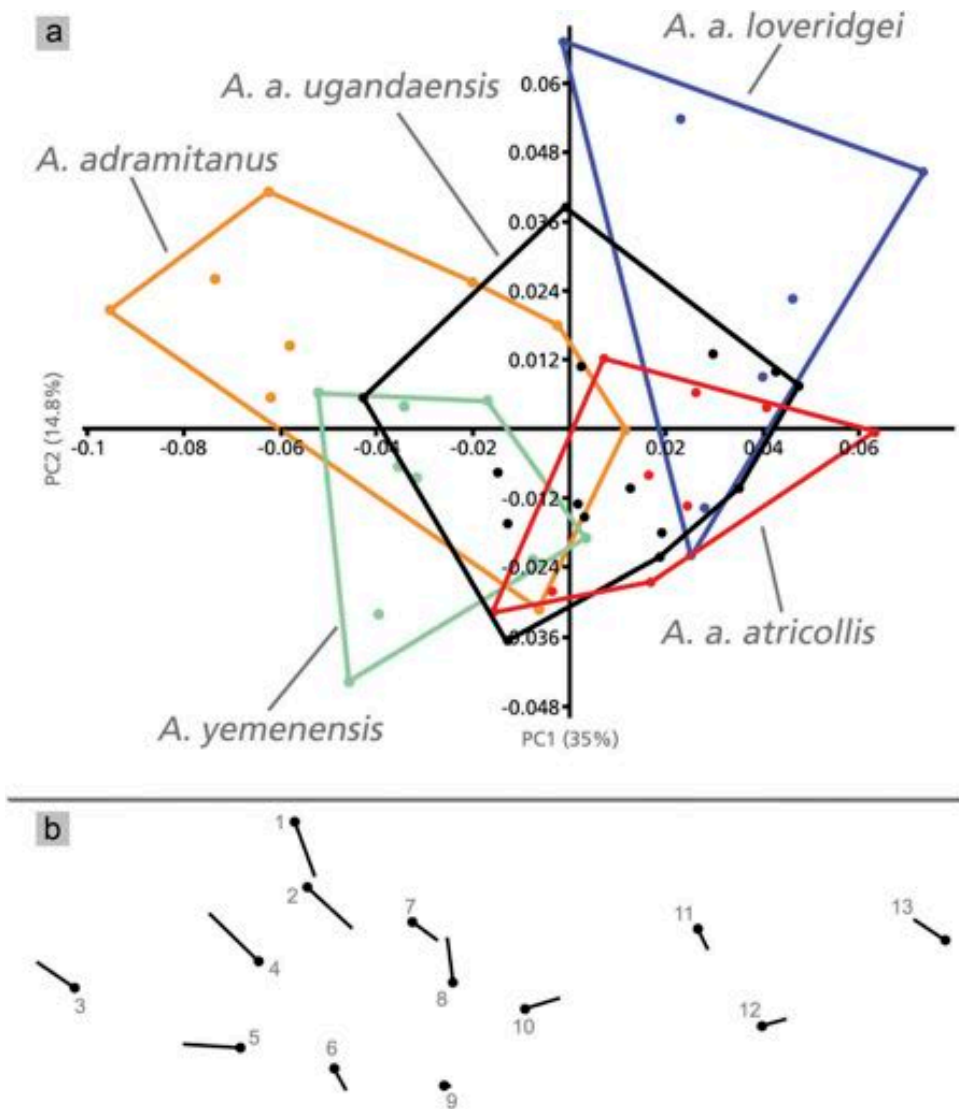 a
A. a. loveridgei
A. a. ugandaensis
A. adramitanus
0.06
0.048
0.036
0.024
0.012
PC2 (14.8%)
-0.1 -0.08 -0.06 -0.04 -0.02 0.02 0.04 0.06
-0.012
-0.024
-0.036
-0.048
A. a. atricollis
A. yemenensis
PC1 (35%)
b
1
2
7
11
13
4
3
8
10
12
5
6
9